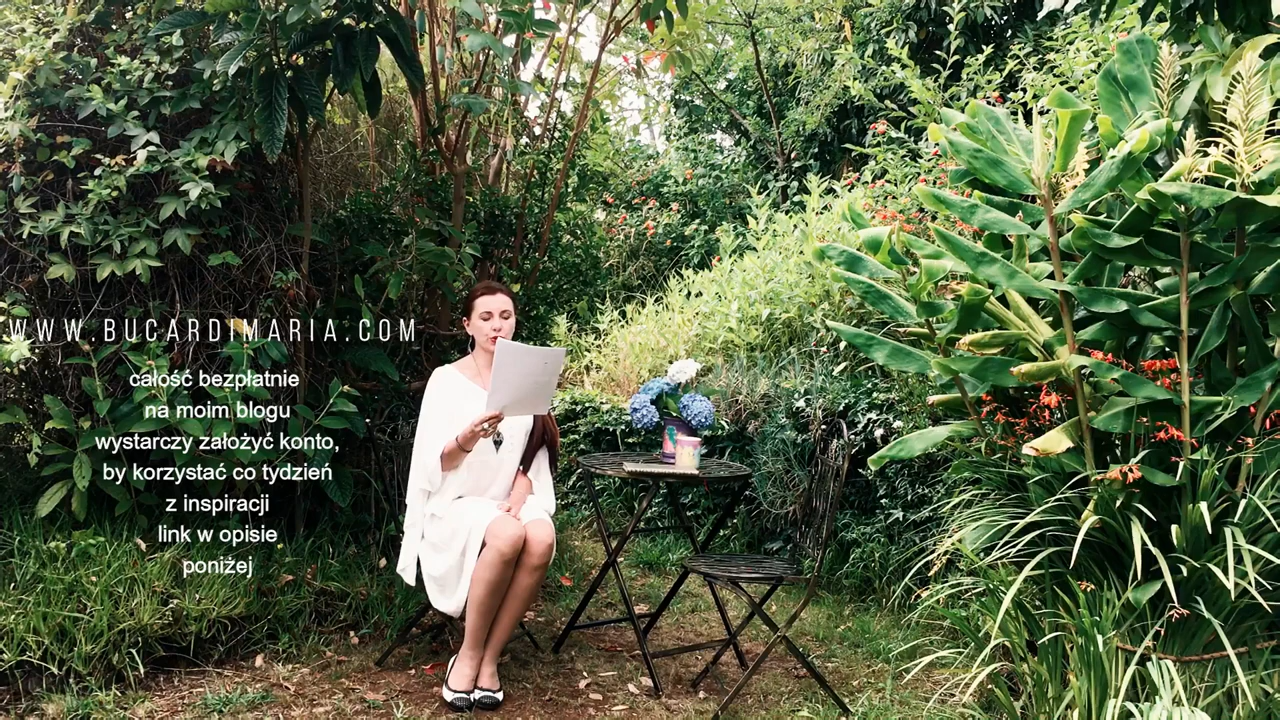 WWW.BUCARDIMARIA.COM
całość bezpłatnie
na moim blogu
wystarczy założyć konto,
by korzystać co tydzień
z inspiracji
link w opisie
poniżej